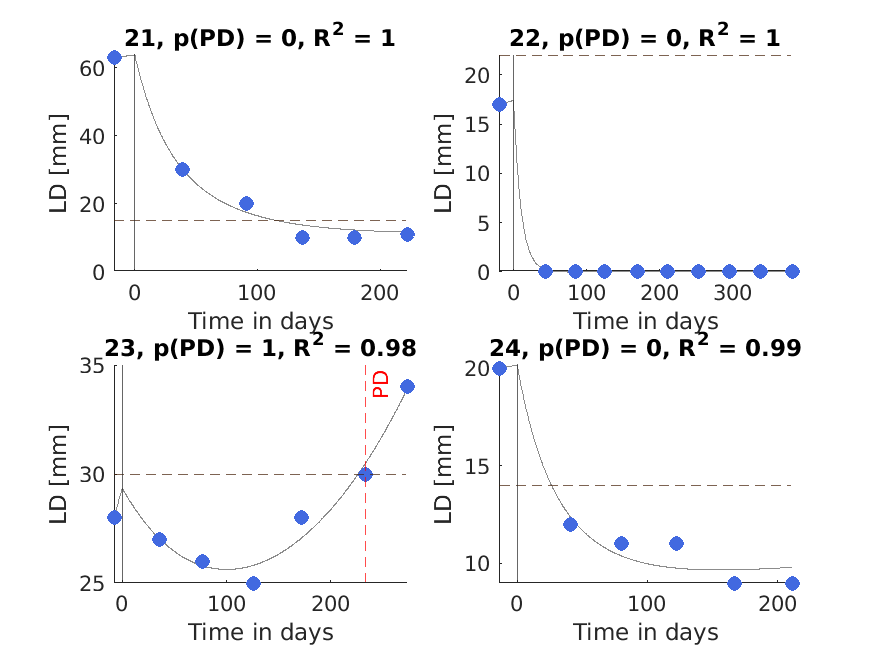 21, p(PD) = 0, R² = 1
60
40
20
0
LD [mm]
0 100 200
Time in days
22, p(PD) = 0, R² = 1
20
15
10
5
0
LD [mm]
0 100 200 300
Time in days
23, p(PD) = 1, R² = 0.98
35
30
25
LD [mm]
PD
0 200
Time in days
24, p(PD) = 0, R² = 0.99
20
15
10
LD [mm]
0 100 200
Time in days